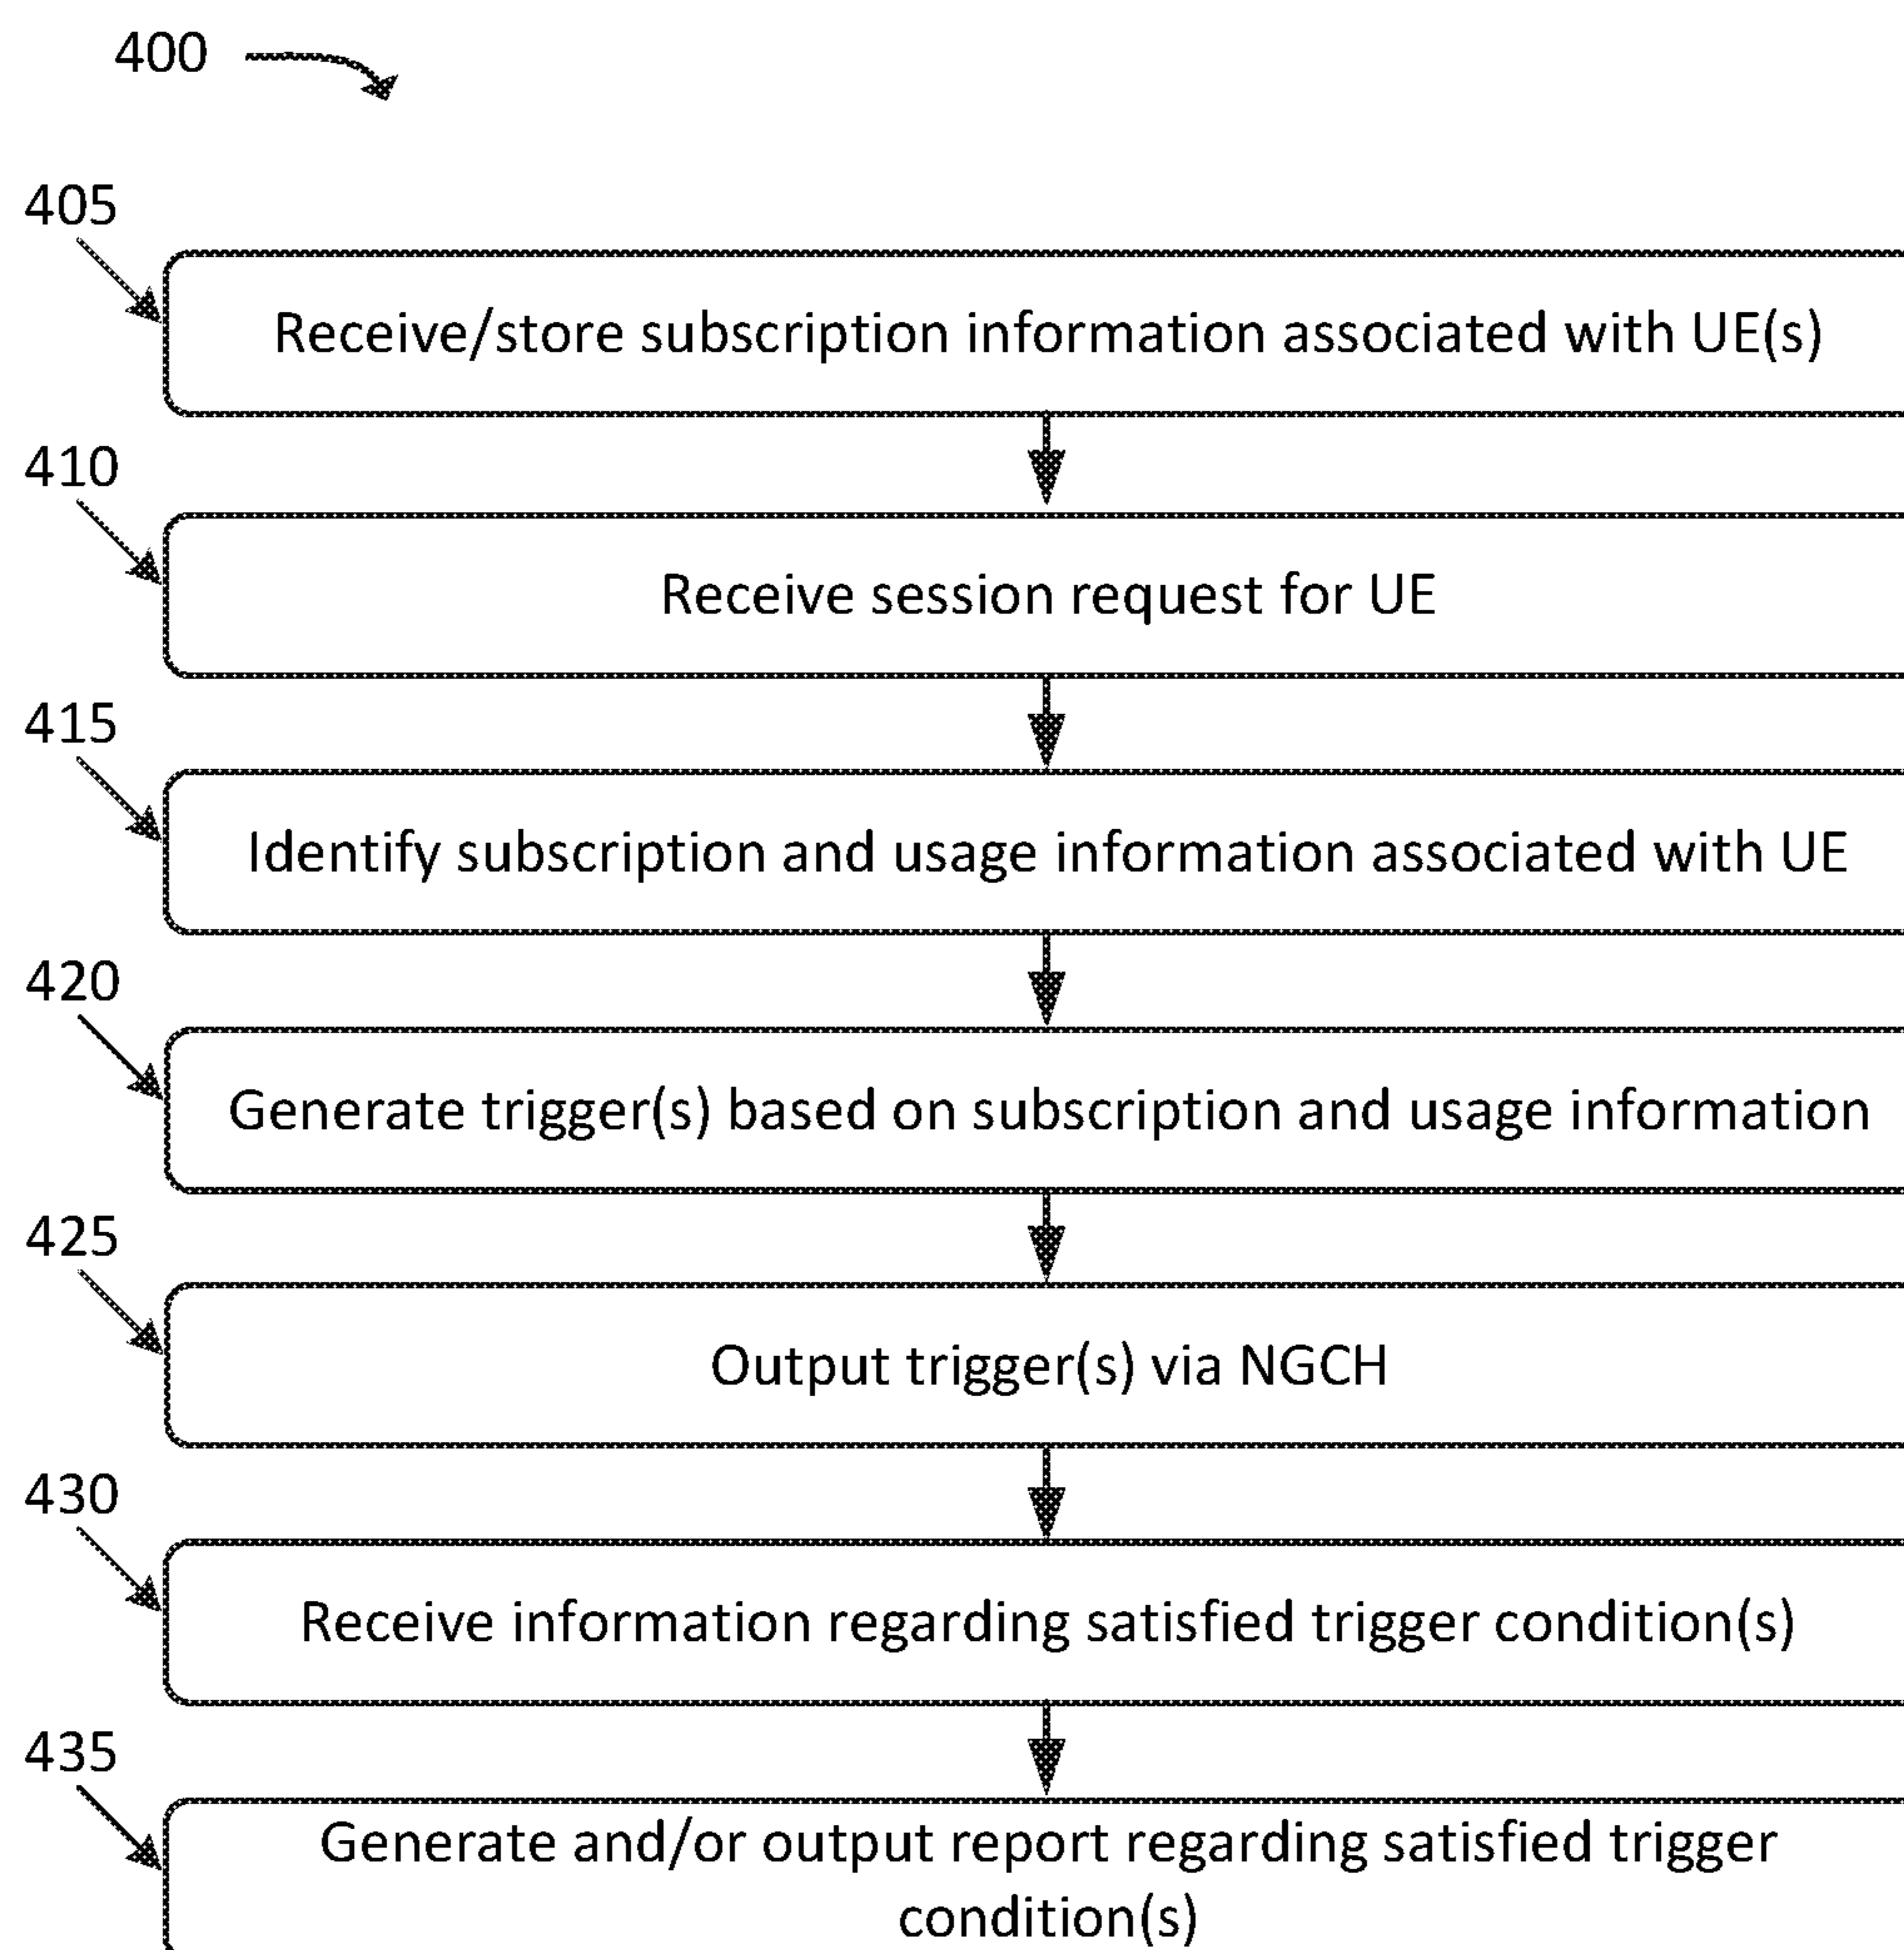 400
405
Receive/store subscription information associated with UE(s)
410
Receive session request for UE
415
Identify subscription and usage information associated with UE
420
Generate trigger(s) based on subscription and usage information
425
Output trigger(s) via NGCH
430
Receive information regarding satisfied trigger condition(s)
435
Generate and/or output report regarding satisfied trigger
condition(s)